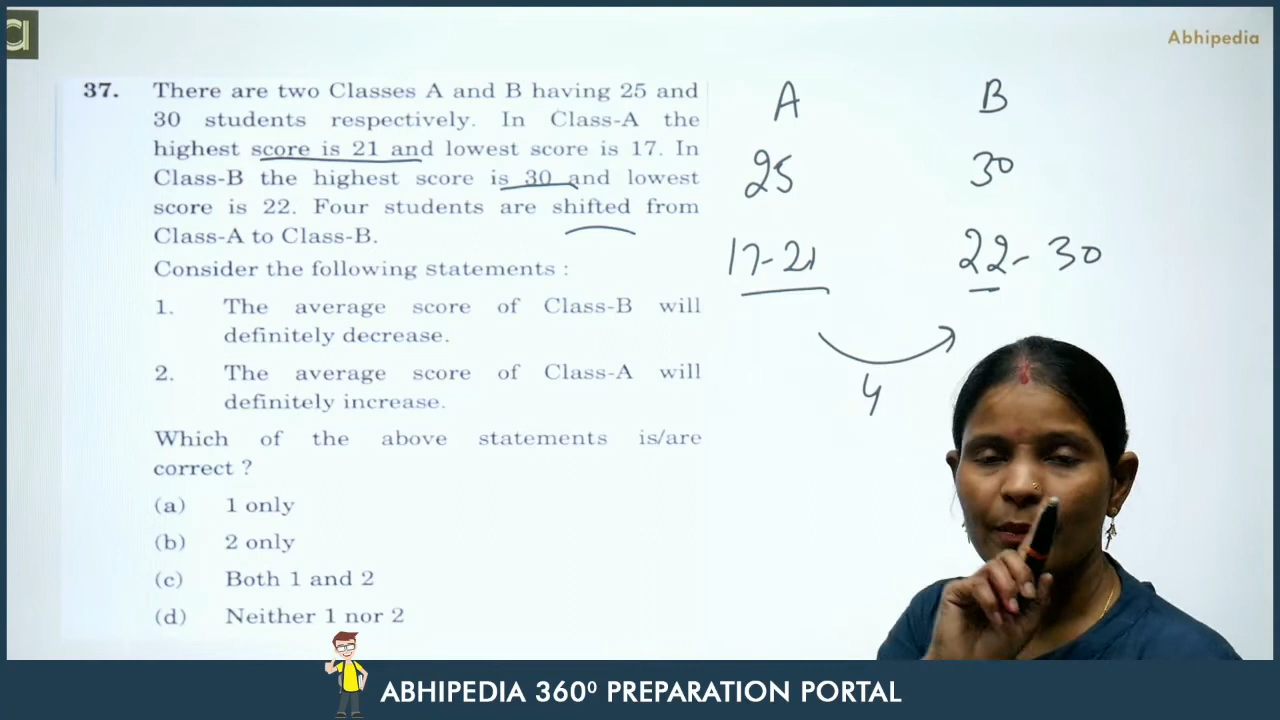 a
Abhipedia
37. There are two Classes A and B having 25 and
30 students respectively. In Class-A the
highest score is 21 and lowest score is 17. In
Class-B the highest score is 30 and lowest
score is 22. Four students are shifted from
Class-A to Class-B.
Consider the following statements :
1. The average score of Class-B will
definitely decrease.
2. The average score of Class-A will
definitely increase.
Which of the above statements is/are
correct ?
(a) 1 only
(b) 2 only
(c) Both 1 and 2
(d) Neither 1 nor 2
A B
25 30
17-21 22-30
4
ABHIPEDIA 360⁰ PREPARATION PORTAL